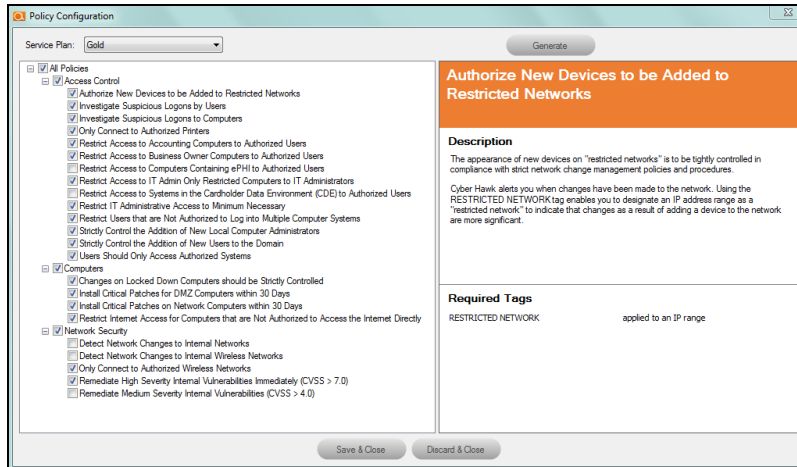 Policy Configuration
Service Plan: Gold
Generate
All Policies
Access Control
Authorize New Devices to be Added to Restricted Networks
Investigate Suspicious Logons by Users
Investigate Suspicious Logons to Computers
Only Connect to Authorized Printers
Restrict Access to Accounting Computers to Authorized Users
Restrict Access to Business Owner Computers to Authorized Users
Restrict Access to Computers Containing ePHI to Authorized Users
Restrict Access to IT Admin Only Restricted Computers to IT Administrators
Restrict Access to Systems in the Cardholder Data Environment (CDE) to Authorized Users
Restrict IT Administrative Access to Minimum Necessary
Restrict Users that are Not Authorized to Log into Multiple Computer Systems
Strictly Control the Addition of New Local Computer Administrators
Strictly Control the Addition of New Users to the Domain
Users Should Only Access Authorized Systems
Computers
Changes on Locked Down Computers should be Strictly Controlled
Install Critical Patches for DMZ Computers within 30 Days
Install Critical Patches on Network Computers within 30 Days
Restrict Internet Access for Computers that are Not Authorized to Access the Internet Directly
Network Security
Detect Network Changes to Internal Networks
Detect Network Changes to Internal Wireless Networks
Only Connect to Authorized Wireless Networks
Remediate High Severity Internal Vulnerabilities Immediately (CVSS > 7.0)
Remediate Medium Severity Internal Vulnerabilities (CVSS > 4.0)
Authorize New Devices to be Added to
Restricted Networks
Description
The appearance of new devices on "restricted networks" is to be tightly controlled in
compliance with strict network change management policies and procedures.
Cyber Hawk alerts you when changes have been made to the network. Using the
RESTRICTED NETWORK tag enables you to designate an IP address range as a
"restricted network" to indicate that changes as a result of adding a device to the network
are more significant.
Required Tags
RESTRICTED NETWORK applied to an IP range
Save & Close
Discard & Close